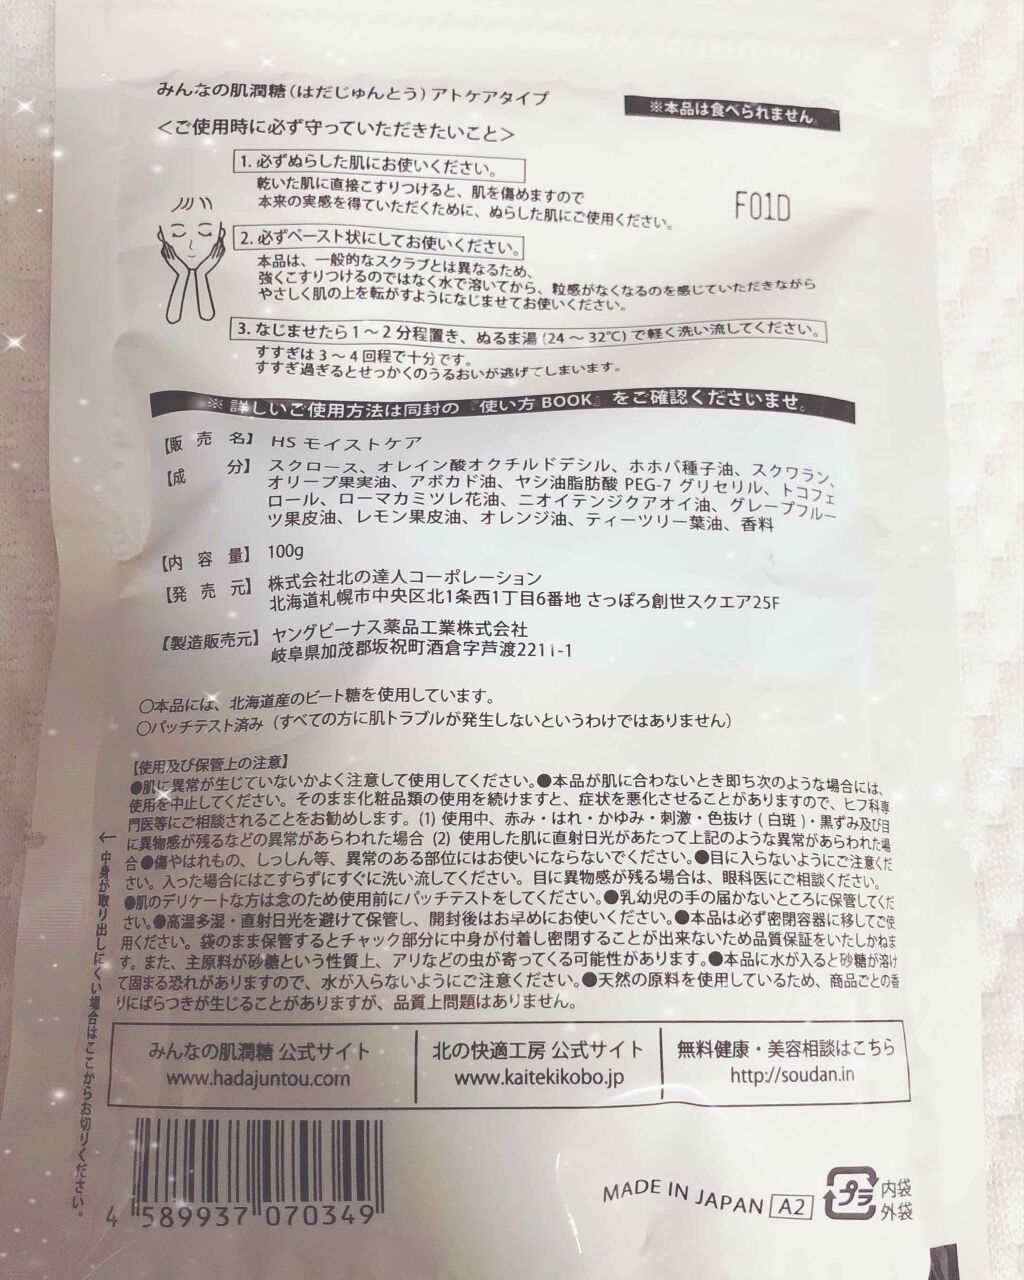 みんなの肌潤糖(はだじゅんとう)アトケアタイプ
※本品は食べられません
＜ご使用時に必ず守っていただきたいこと＞
1. 必ずぬらした肌にお使いください。
乾いた肌に直接こすりつけると、肌を傷めますので
本来の実感を得ていただくために、ぬらした肌にご使用ください。
F01D
2. 必ずペースト状にしてお使いください。
本品は、一般的なスクラブとは異なるため、
強くこすりつけるのではなく水で溶いてから、粒感がなくなるのを感じていただきながら
やさしく肌の上を転がすようになじませてお使いください。
3. なじませたら1～2分程置き、ぬるま湯(24～32℃)で軽く洗い流してください。
すすぎは3～4回程で十分です。
すすぎ過ぎるとせっかくのうるおいが逃げてしまいます。
※ 詳しいご使用方法は同封の『使い方 BOOK』をご確認くださいませ。
【販売名】 HS モイストケア
【成分】 スクロース、オレイン酸オクチルドデシル、ホホバ種子油、スクワラン、
オリーブ果実油、アボカド油、ヤシ油脂肪酸 PEG-7 グリセリル、トコフェ
ロール、ローマカミツレ花油、ニオイテンジクアオイ油、グレープフルー
ツ果皮油、レモン果皮油、オレンジ油、ティーツリー葉油、香料
【内容量】 100g
【発売元】 株式会社北の達人コーポレーション
北海道札幌市中央区北1条西1丁目6番地 さっぽろ創世スクエア25F
【製造販売元】 ヤングビーナス薬品工業株式会社
岐阜県加茂郡坂祝町酒倉字芦渡2211-1
○本品には、北海道産のビート糖を使用しています。
○パッチテスト済み（すべての方に肌トラブルが発生しないというわけではありません）
【使用及び保管上の注意】
●肌に異常が生じていないかよく注意して使用してください。●本品が肌に合わないとき即ち次のような場合には、
使用を中止してください。そのまま化粧品類の使用を続けますと、症状を悪化させることがありますので、ヒフ科専
門医等にご相談されることをお勧めします。(1) 使用中、赤み・はれ・かゆみ・刺激・色抜け(白斑)・黒ずみ及び目
に異物感が残るなどの異常があらわれた場合 (2) 使用した肌に直射日光があたって上記のような異常があらわれた場
合●傷やはれもの、しっしん等、異常のある部位にはお使いにならないでください。●目に入らないようにご注意くだ
さい。入った場合にはこすらずにすぐに洗い流してください。目に異物感が残る場合は、眼科医にご相談ください。
●肌のデリケートな方は念のため使用前にパッチテストをしてください。●乳幼児の手の届かないところに保管してくだ
さい。●高温多湿・直射日光を避けて保管し、開封後はお早めにお使いください。●本品は必ず密閉容器に移してご使
用ください。袋のまま保管するとチャック部分に中身が付着し密閉することが出来ないため品質保証をいたしかねま
す。また、主原料が砂糖という性質上、アリなどの虫が寄ってくる可能性があります。●本品に水が入ると砂糖が溶け
て固まる恐れがありますので、水が入らないようにご注意ください。●天然の原料を使用しているため、商品ごとの香
りにばらつきが生じることがありますが、品質上問題はありません。
←中身が取り出しにくい場合はここからお切りください。
みんなの肌潤糖 公式サイト
www.hadajuntou.com
北の快適工房 公式サイト
www.kaitekikobo.jp
無料健康・美容相談はこちら
http://soudan.in
4 589937 070349
MADE IN JAPAN A2
プラ
内袋
外袋